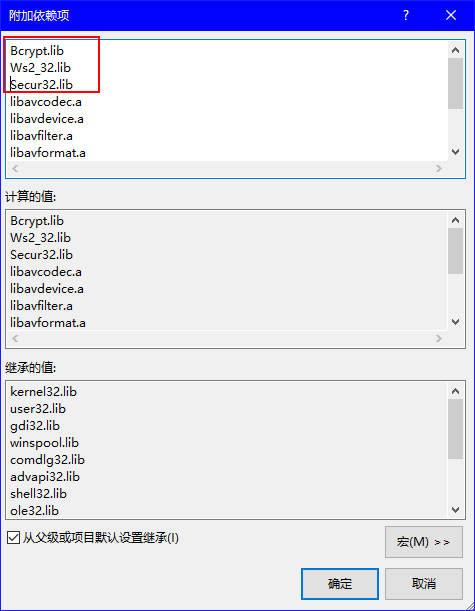 附加依赖项
Bcrypt.lib
Ws2_32.lib
Secur32.lib
libavcodec.a
libavdevice.a
libavfilter.a
libavformat.a
计算的值:
Bcrypt.lib
Ws2_32.lib
Secur32.lib
libavcodec.a
libavdevice.a
libavfilter.a
libavformat.a
继承的值:
kernel32.lib
user32.lib
gdi32.lib
winspool.lib
comdlg32.lib
advapi32.lib
shell32.lib
ole32.lib
从父级或项目默认设置继承(I)
宏(M) >>
确定
取消